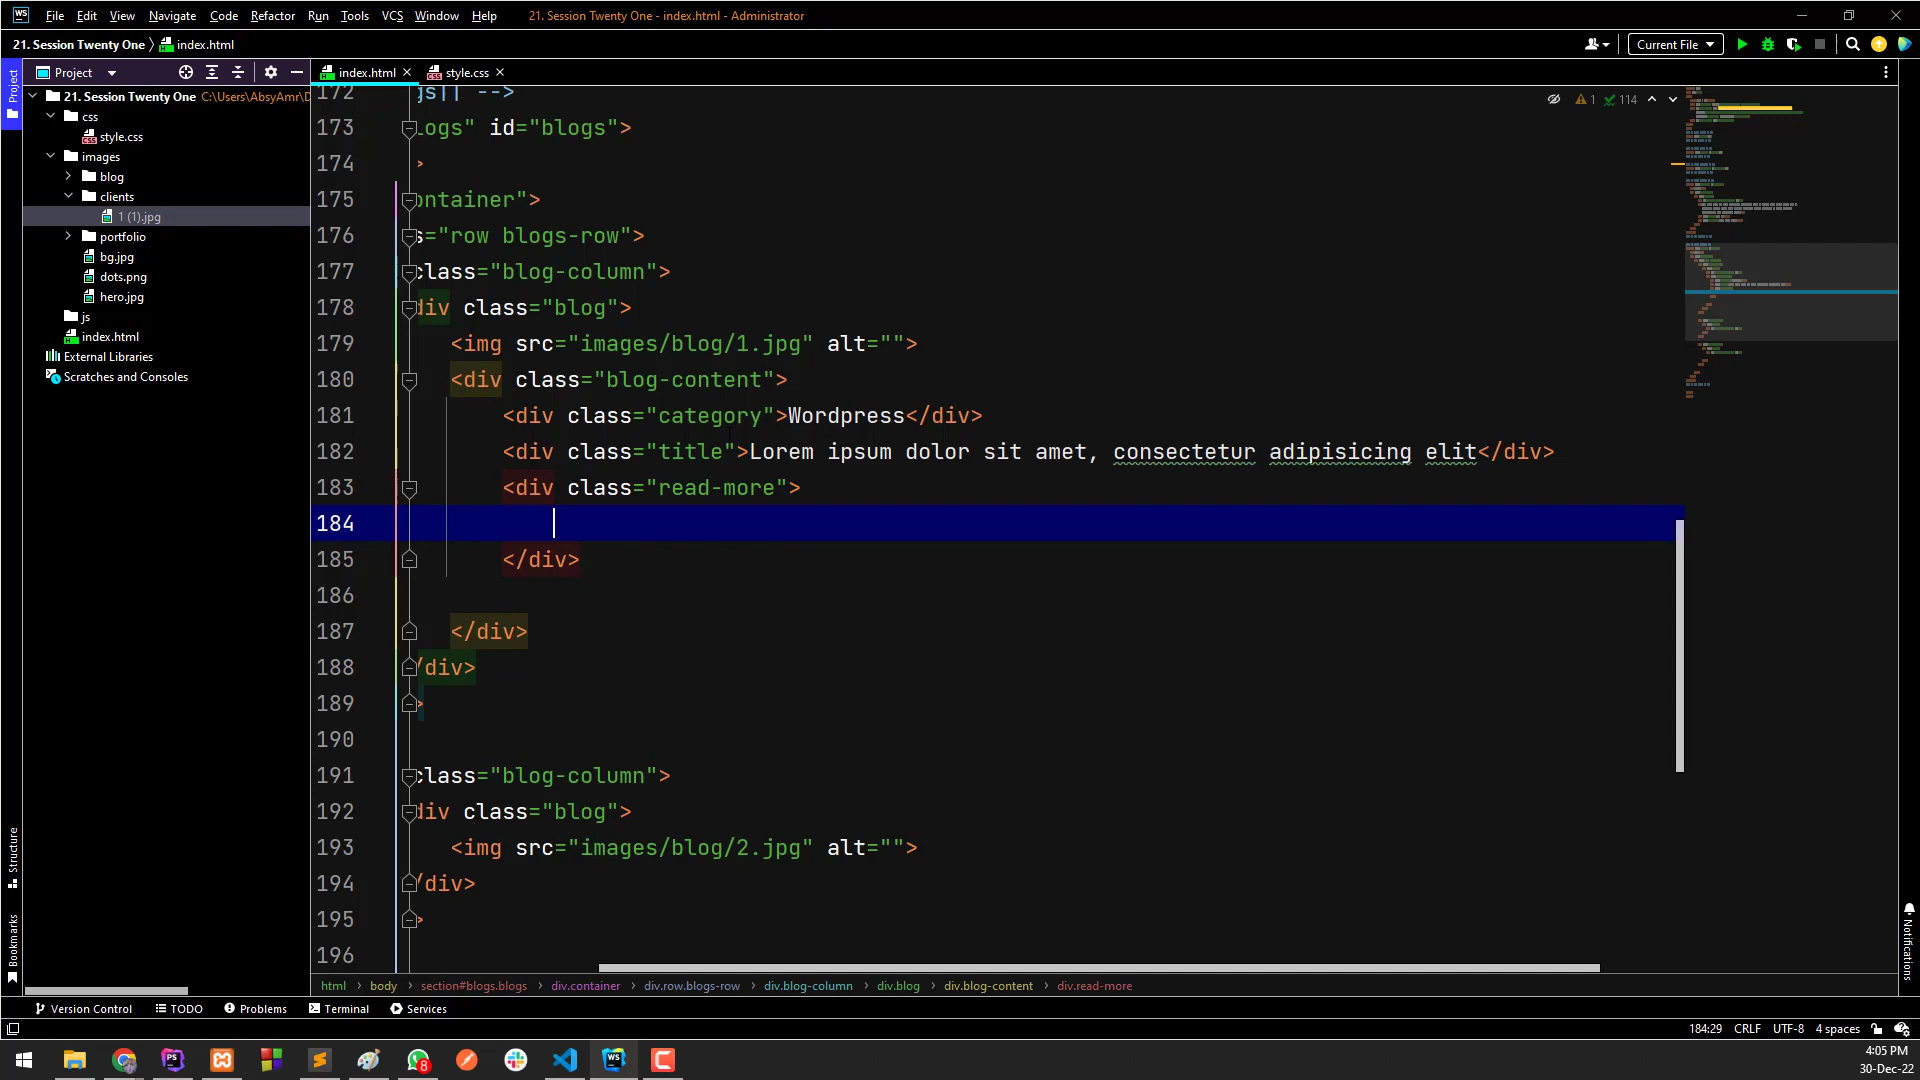 File Edit View Navigate Code Refactor Run Tools VCS Window Help 21. Session Twenty One - index.html - Administrator
21. Session Twenty One index.html Current File
Project
Project index.html style.css
21. Session Twenty One C:\Users\AbsyAmr\D
css
style.css
images
blog
clients
1 (1).jpg
portfolio
bg.jpg
dots.png
hero.jpg
js
index.html
External Libraries
Scratches and Consoles
1 114
172 gs[] -->
173 logs" id="blogs">
174 >
175 ontainer">
176 s="row blogs-row">
177 class="blog-column">
178 div class="blog">
179 <img src="images/blog/1.jpg" alt="">
180 <div class="blog-content">
181 <div class="category">Wordpress</div>
182 <div class="title">Lorem ipsum dolor sit amet, consectetur adipisicing elit</div>
183 <div class="read-more">
184
185 </div>
186
187 </div>
188 /div>
189 >
190
191 class="blog-column">
192 div class="blog">
193 <img src="images/blog/2.jpg" alt="">
194 /div>
195 >
196
Structure
Bookmarks
Notifications
html body section#blogs.blogs div.container div.row.blogs-row div.blog-column div.blog div.blog-content div.read-more
Version Control TODO Problems Terminal Services
184:29 CRLF UTF-8 4 spaces
4:05 PM
30-Dec-22